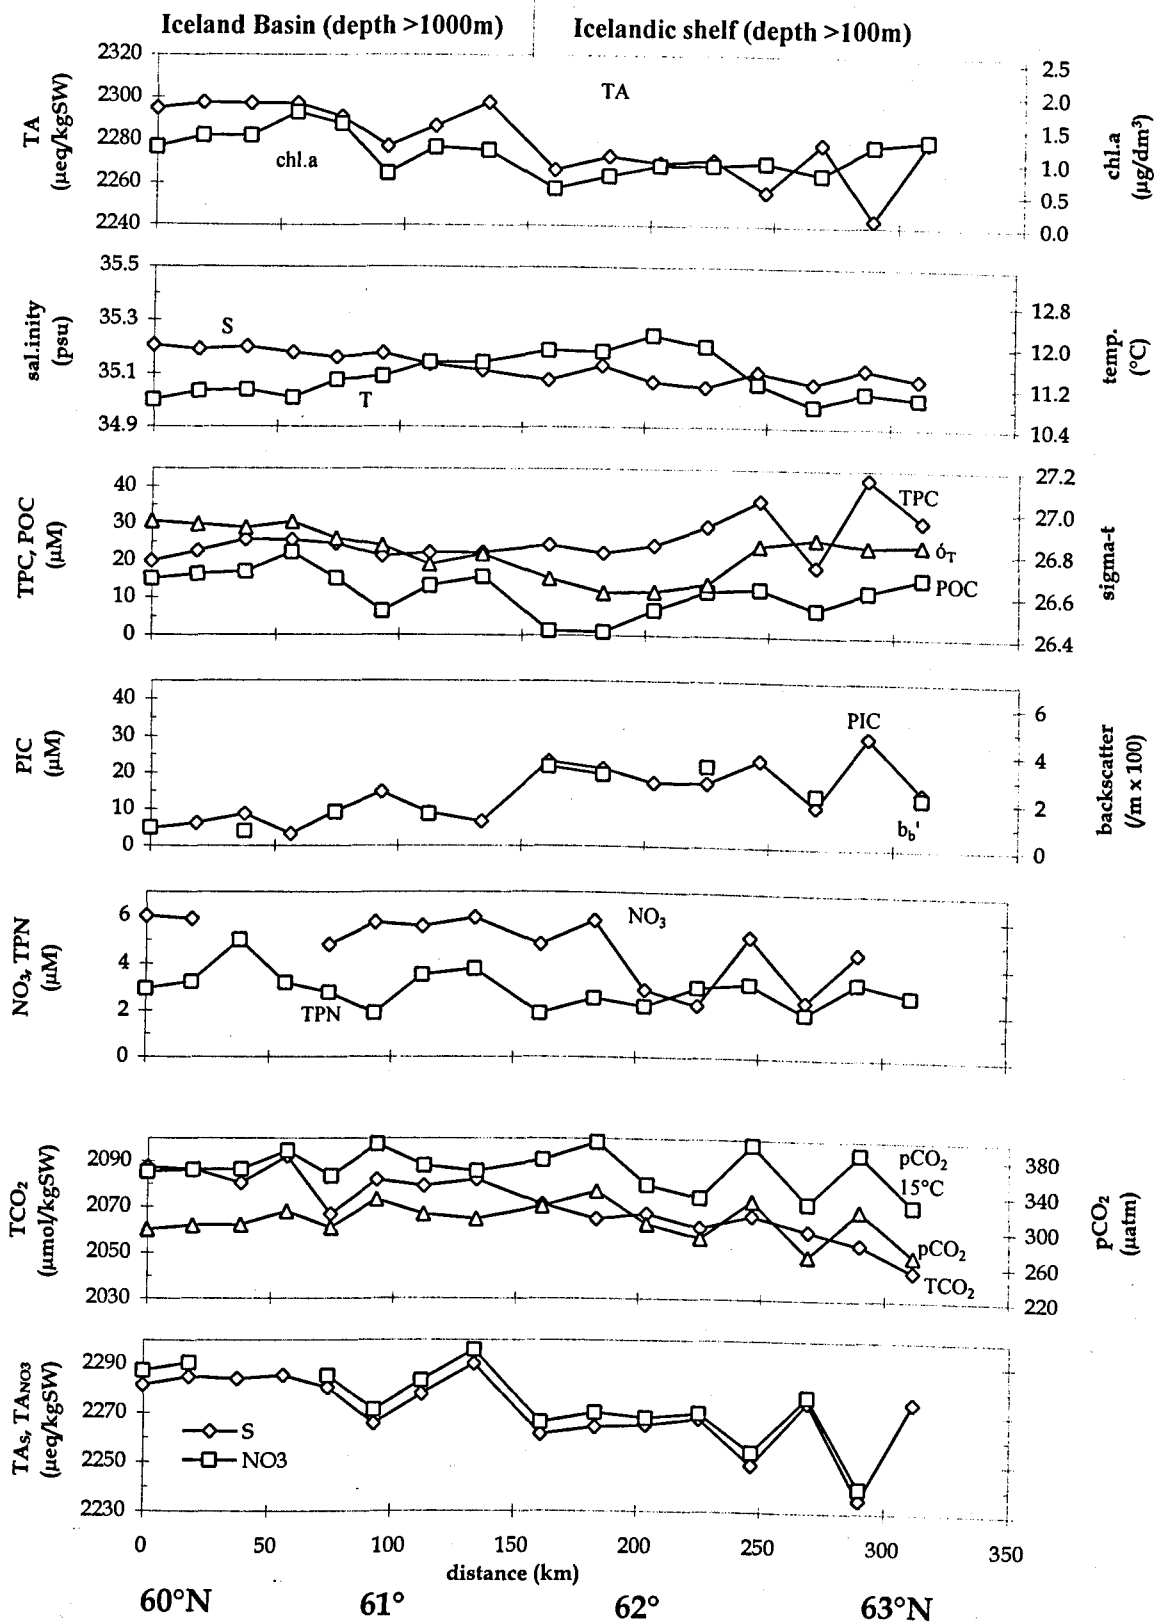 Iceland Basin (depth >1000m) Icelandic shelf (depth >100m)
2320
2300
2280
2260
2240
TA
(μeq/kgSW)
TA
chl.a
2.5
2.0
1.5
1.0
0.5
0.0
chl.a
(μg/dm³)
35.5
35.3
35.1
34.9
sal.inity
(psu)
S
T
12.8
12.0
11.2
10.4
temp.
(°C)
40
30
20
10
0
TPC, POC
(μM)
TPC
σ́T
POC
27.2
27.0
26.8
26.6
26.4
sigma-t
40
30
20
10
0
PIC
(μM)
PIC
bb'
6
4
2
0
backscatter
(/m x 100)
6
4
2
0
NO₃, TPN
(μM)
NO₃
TPN
2090
2070
2050
2030
TCO₂
(μmol/kgSW)
pCO₂
15°C
pCO₂
TCO₂
380
340
300
260
220
pCO₂
(μatm)
2290
2270
2250
2230
TAs, TANO3
(μeq/kgSW)
S
NO3
0 50 100 150 200 250 300 350
distance (km)
60°N 61° 62° 63°N